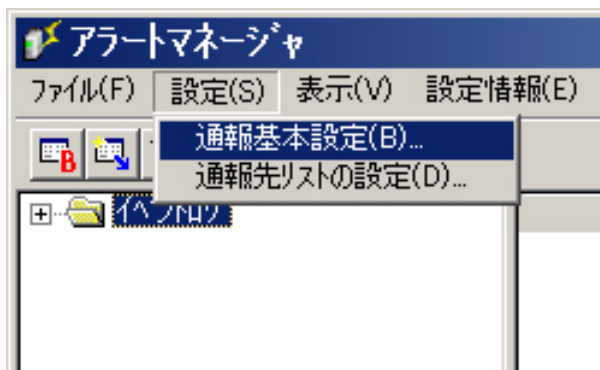 アラートマネージャ
ファイル(F) 設定(S) 表示(V) 設定情報(E)
通報基本設定(B)...
通報先リストの設定(D)...
イベントログ